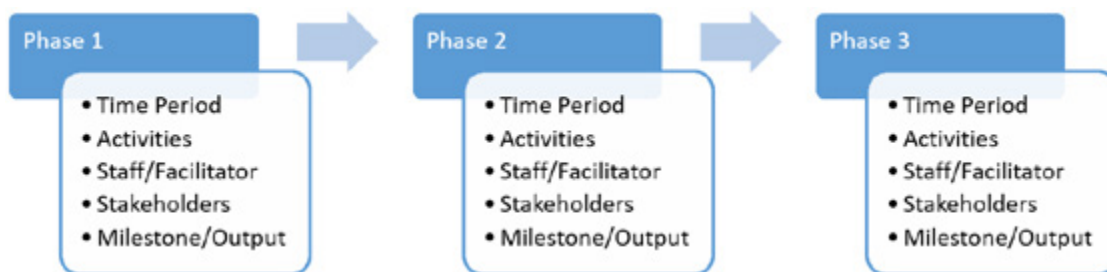 Phase 1
• Time Period
• Activities
• Staff/Facilitator
• Stakeholders
• Milestone/Output
Phase 2
• Time Period
• Activities
• Staff/Facilitator
• Stakeholders
• Milestone/Output
Phase 3
• Time Period
• Activities
• Staff/Facilitator
• Stakeholders
• Milestone/Output